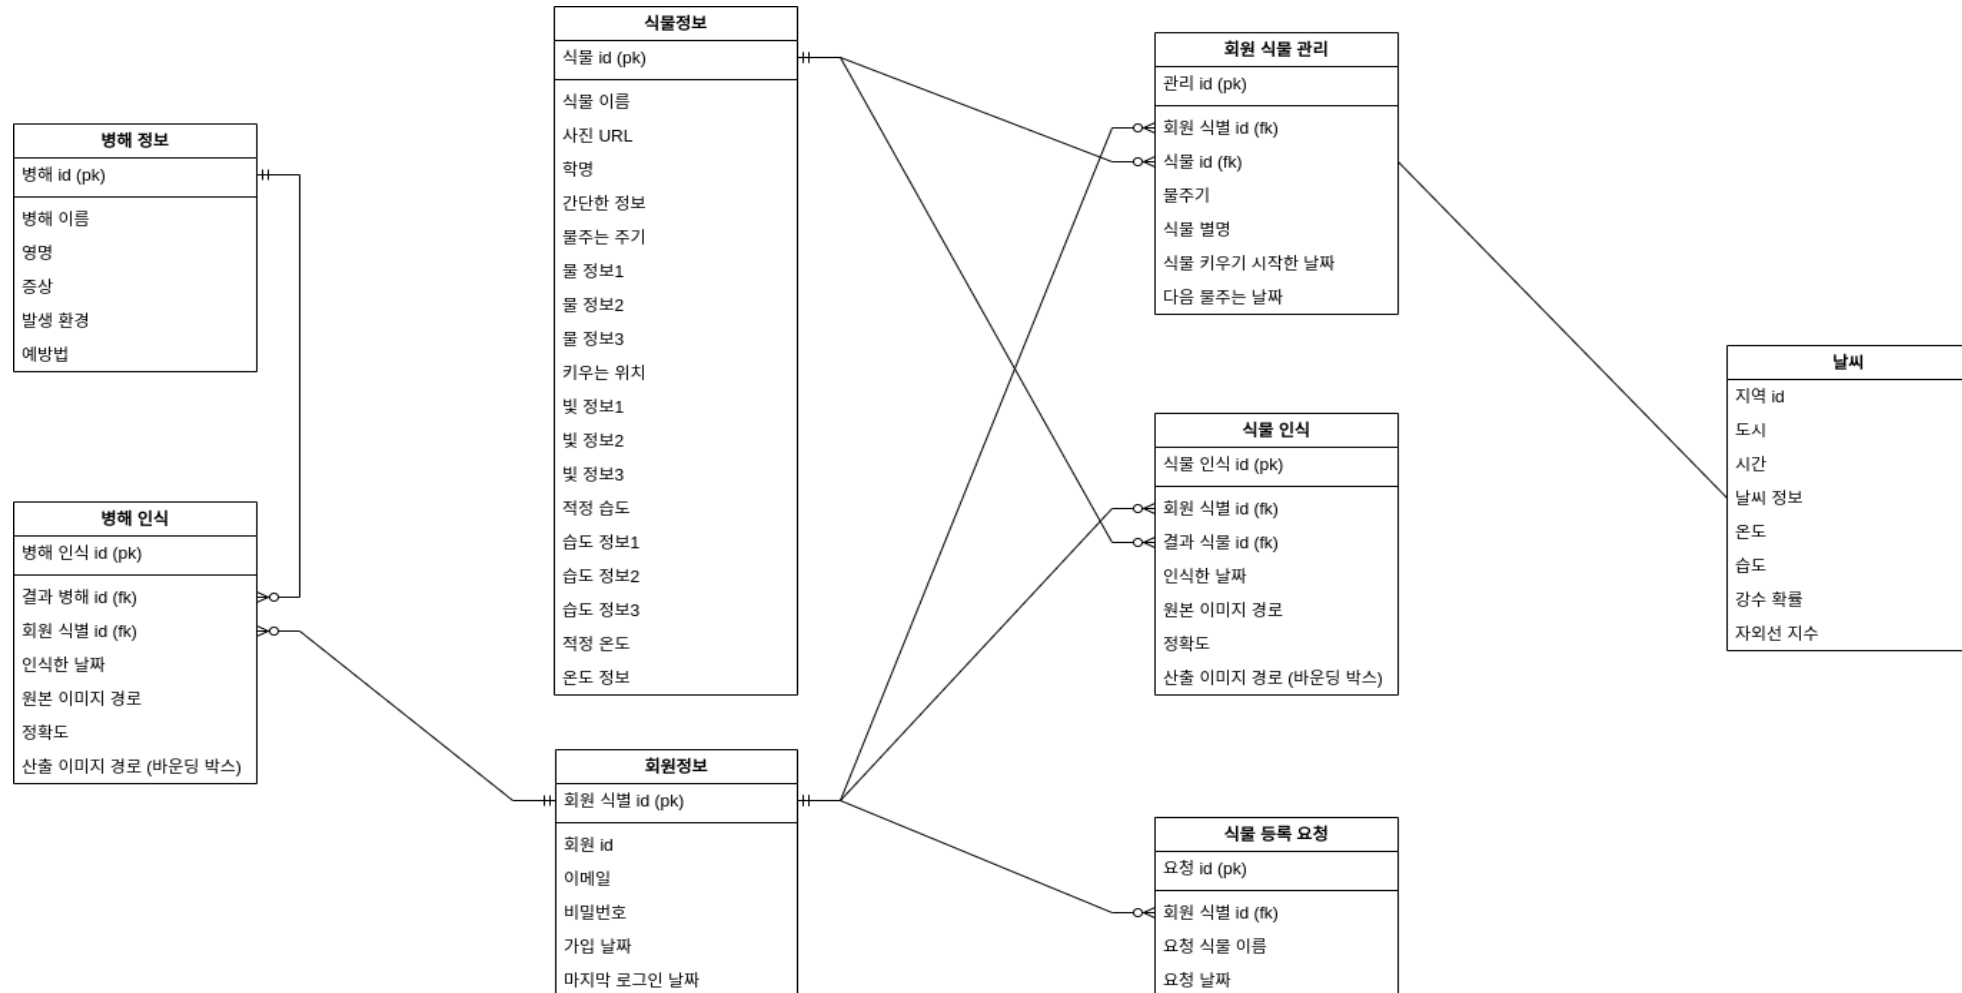 병해 정보
병해 id (pk)
병해 이름
영명
증상
발생 환경
예방법
병해 인식
병해 인식 id (pk)
결과 병해 id (fk)
회원 식별 id (fk)
인식한 날짜
원본 이미지 경로
정확도
산출 이미지 경로 (바운딩 박스)
식물정보
식물 id (pk)
식물 이름
사진 URL
학명
간단한 정보
물주는 주기
물 정보1
물 정보2
물 정보3
키우는 위치
빛 정보1
빛 정보2
빛 정보3
적정 습도
습도 정보1
습도 정보2
습도 정보3
적정 온도
온도 정보
회원정보
회원 식별 id (pk)
회원 id
이메일
비밀번호
가입 날짜
마지막 로그인 날짜
회원 식물 관리
관리 id (pk)
회원 식별 id (fk)
식물 id (fk)
물주기
식물 별명
식물 키우기 시작한 날짜
다음 물주는 날짜
식물 인식
식물 인식 id (pk)
회원 식별 id (fk)
결과 식물 id (fk)
인식한 날짜
원본 이미지 경로
정확도
산출 이미지 경로 (바운딩 박스)
식물 등록 요청
요청 id (pk)
회원 식별 id (fk)
요청 식물 이름
요청 날짜
날씨
지역 id
도시
시간
날씨 정보
온도
습도
강수 확률
자외선 지수